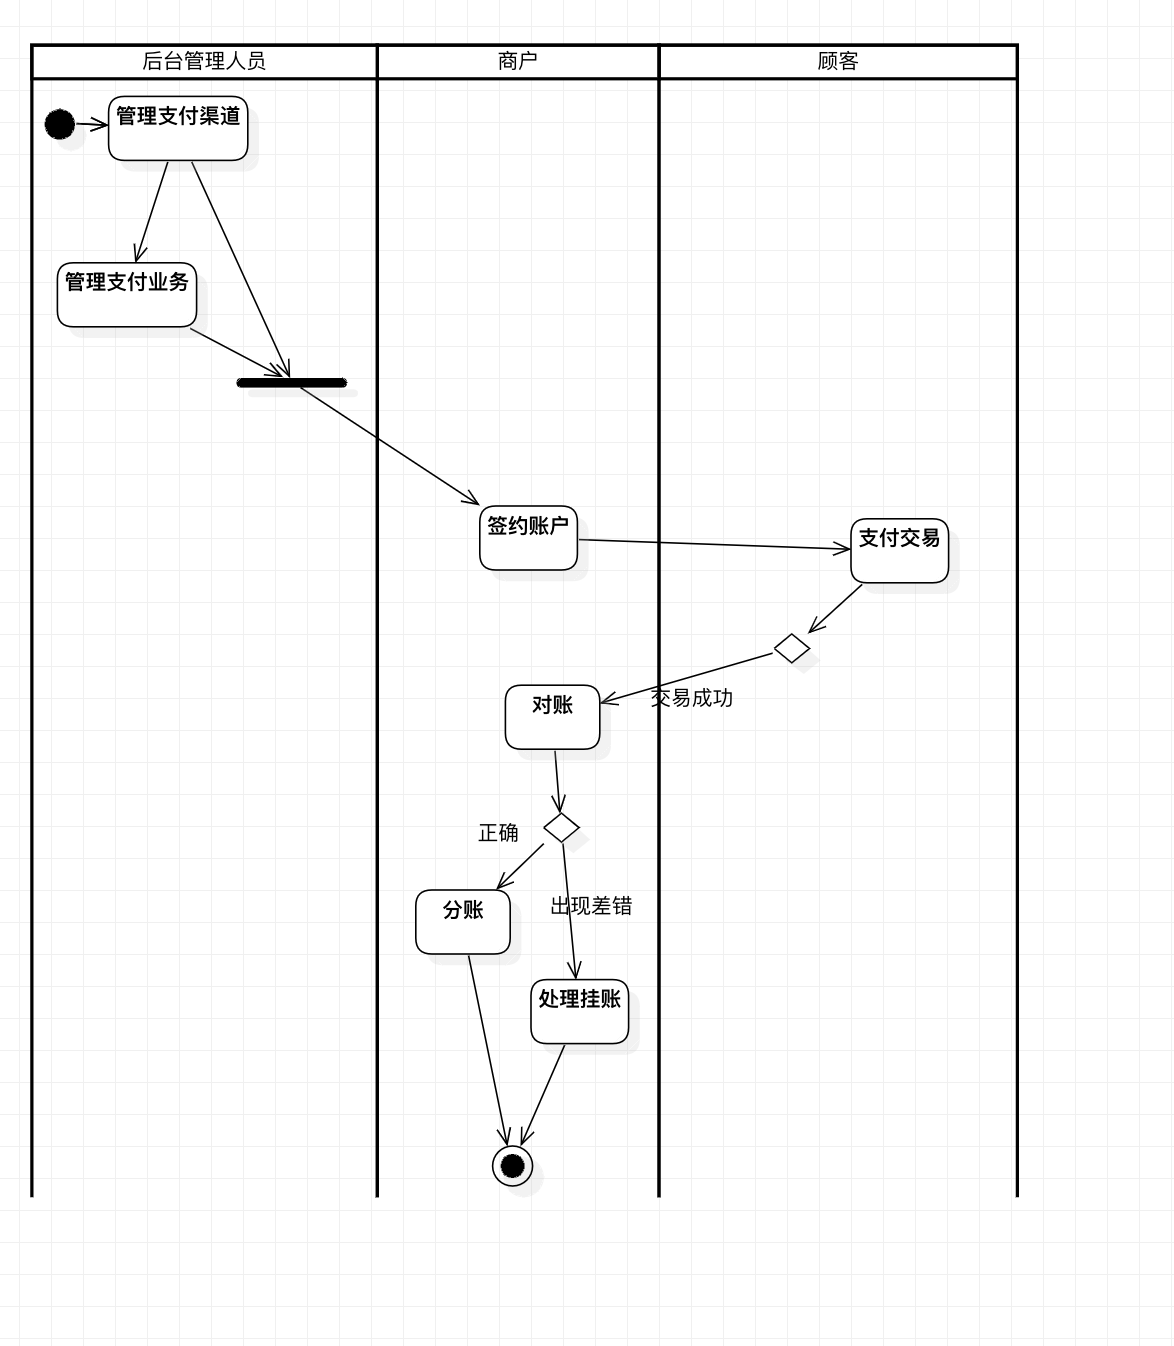 后台管理人员
商户
顾客
管理支付渠道
管理支付业务
签约账户
支付交易
交易成功
对账
正确
分账
出现差错
处理挂账